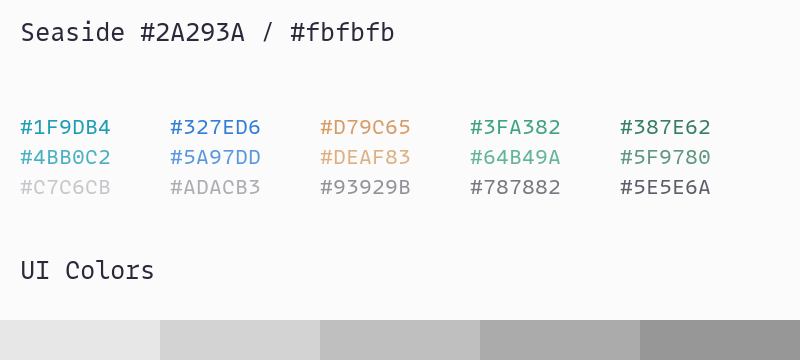 Seaside #2A293A / #fbfbfb
#1F9DB4 #327ED6 #D79C65 #3FA382 #387E62
#4BB0C2 #5A97DD #DEAF83 #64B49A #5F9780
#C7C6CB #ADACB3 #93929B #787882 #5E5E6A
UI Colors